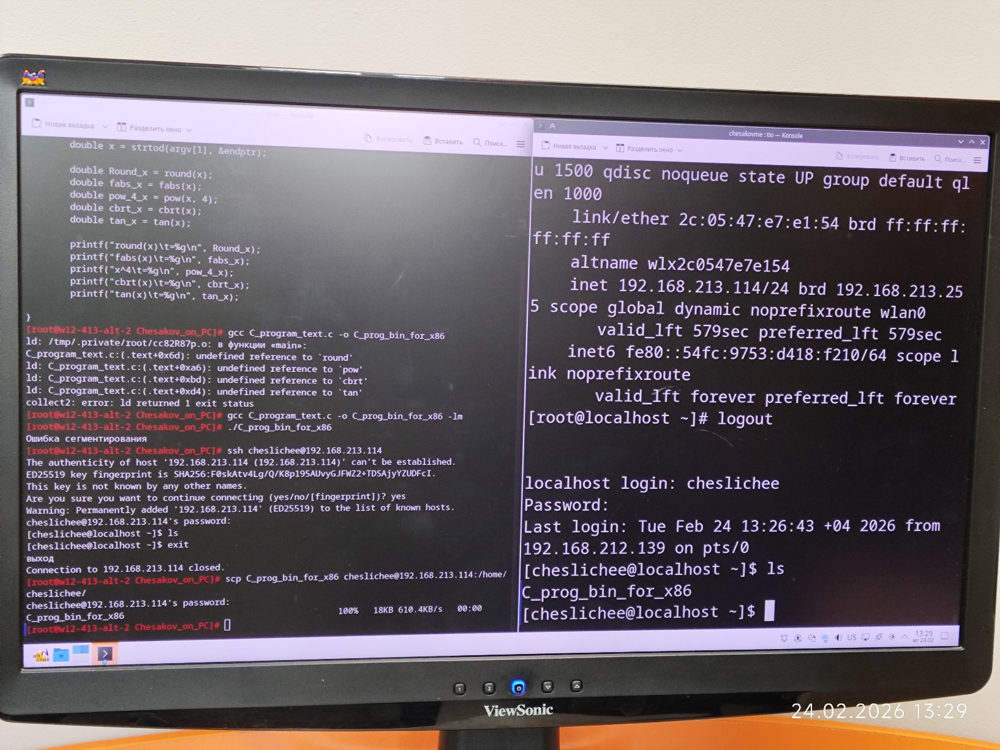 Новая вкладка
Разделить окно
Копировать
Вставить
Поиск...
double x = strtod(argv[1], &endptr);
double Round_x = round(x);
double fabs_x = fabs(x);
double pow_4_x = pow(x, 4);
double cbrt_x = cbrt(x);
double tan_x = tan(x);
printf("round(x)\t=%g\n", Round_x);
printf("fabs(x)\t=%g\n", fabs_x);
printf("x^4\t=%g\n", pow_4_x);
printf("cbrt(x)\t=%g\n", cbrt_x);
printf("tan(x)\t=%g\n", tan_x);
}
[root@w12-413-alt-2 Chesakov_on_PC]# gcc C_program_text.c -o C_prog_bin_for_x86
ld: /tmp/.private/root/cc82R87p.o: в функции «main»:
C_program_text.c:(.text+0x6d): undefined reference to `round'
ld: C_program_text.c:(.text+0xa6): undefined reference to `pow'
ld: C_program_text.c:(.text+0xbd): undefined reference to `cbrt'
ld: C_program_text.c:(.text+0xd4): undefined reference to `tan'
collect2: error: ld returned 1 exit status
[root@w12-413-alt-2 Chesakov_on_PC]# gcc C_program_text.c -o C_prog_bin_for_x86 -lm
[root@w12-413-alt-2 Chesakov_on_PC]# ./C_prog_bin_for_x86
Ошибка сегментирования
[root@w12-413-alt-2 Chesakov_on_PC]# ssh cheslichee@192.168.213.114
The authenticity of host '192.168.213.114 (192.168.213.114)' can't be established.
ED25519 key fingerprint is SHA256:F0skAtv4Lg/Q/K8p195AUvyGJFWZ2+TDSAjyYZUDFcI.
This key is not known by any other names.
Are you sure you want to continue connecting (yes/no/[fingerprint])? yes
Warning: Permanently added '192.168.213.114' (ED25519) to the list of known hosts.
cheslichee@192.168.213.114's password:
[cheslichee@localhost ~]$ ls
[cheslichee@localhost ~]$ exit
выход
Connection to 192.168.213.114 closed.
[root@w12-413-alt-2 Chesakov_on_PC]# scp C_prog_bin_for_x86 cheslichee@192.168.213.114:/home/
cheslichee/
cheslichee@192.168.213.114's password:
C_prog_bin_for_x86 100% 18KB 610.4KB/s 00:00
[root@w12-413-alt-2 Chesakov_on_PC]#
chesakovme : tio — Konsole
Новая вкладка
Разделить окно
Копировать
Вставить
Поиск...
u 1500 qdisc noqueue state UP group default ql
en 1000
link/ether 2c:05:47:e7:e1:54 brd ff:ff:ff:
ff:ff:ff
altname wlx2c0547e7e154
inet 192.168.213.114/24 brd 192.168.213.25
5 scope global dynamic noprefixroute wlan0
valid_lft 579sec preferred_lft 579sec
inet6 fe80::54fc:9753:d418:f210/64 scope l
ink noprefixroute
valid_lft forever preferred_lft forever
[root@localhost ~]# logout
localhost login: cheslichee
Password:
Last login: Tue Feb 24 13:26:43 +04 2026 from
192.168.212.139 on pts/0
[cheslichee@localhost ~]$ ls
C_prog_bin_for_x86
[cheslichee@localhost ~]$
alt linux
US
13:29
вт 24.02
1
2
ViewSonic
24.02.2026 13:29